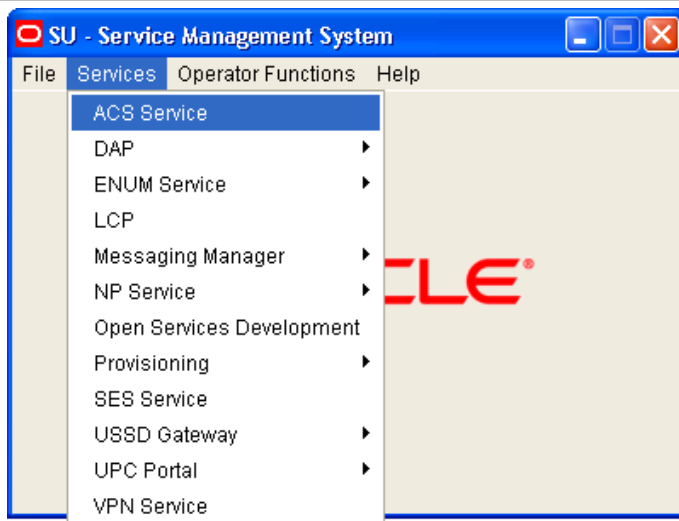 SU - Service Management System
File Services Operator Functions Help
ACS Service
DAP
ENUM Service
LCP
Messaging Manager
NP Service
Open Services Development
Provisioning
SES Service
USSD Gateway
UPC Portal
VPN Service
CLE®